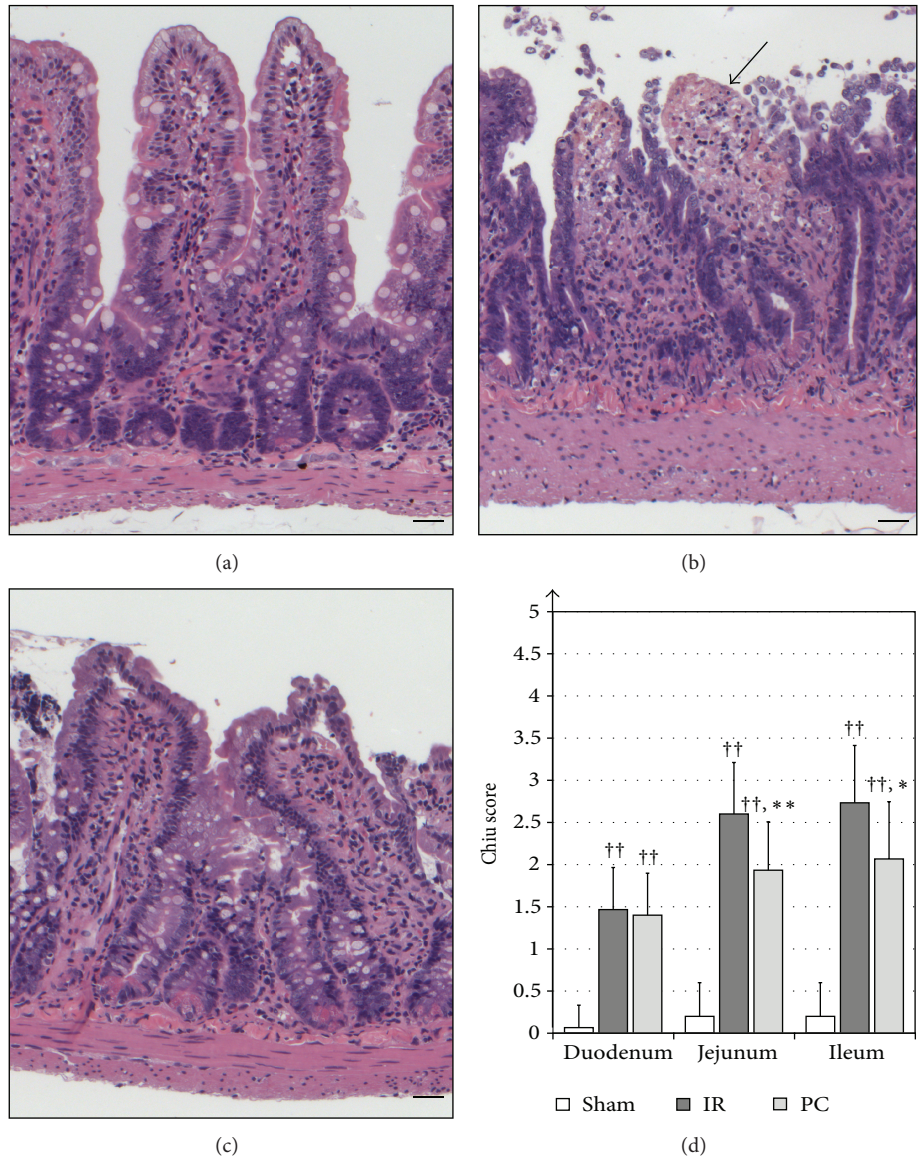 (a)
(b)
(c)
Chiu score
5
4.5
4
3.5
3
2.5
2
1.5
1
0.5
0
††
††
††
††, **
††
††, *
Duodenum Jejunum Ileum
Sham IR PC
(d)